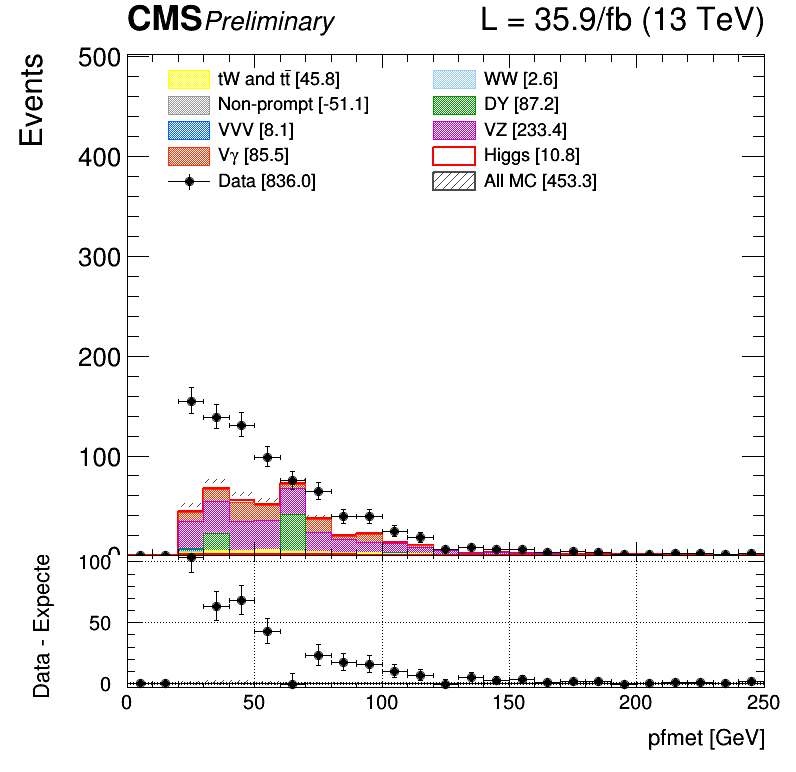 CMS Preliminary L = 35.9/fb (13 TeV)
Events
500
400
300
200
100
0
tW and tt̄ [45.8]
Non-prompt [-51.1]
VVV [8.1]
Vγ [85.5]
Data [836.0]
WW [2.6]
DY [87.2]
VZ [233.4]
Higgs [10.8]
All MC [453.3]
Data - Expecte
100
50
0
0 50 100 150 200 250
pfmet [GeV]